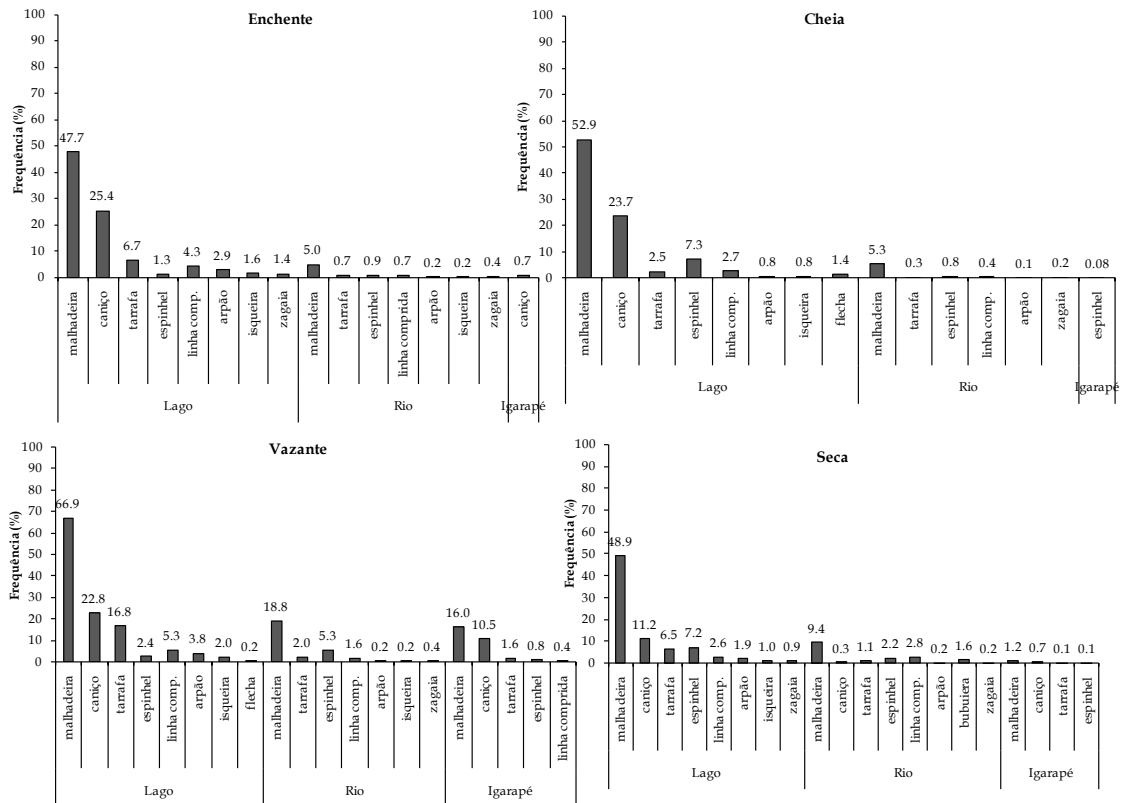 Enchente
Frequência (%)
100
90
80
70
60
50
40
30
20
10
0
47.7
25.4
6.7
1.3
4.3
2.9
1.6
1.4
5.0
0.7
0.9
0.7
0.2
0.2
0.4
0.7
malhadeira
caniço
tarrafa
espinhel
linha comp.
arpão
isqueira
zagaia
malhadeira
tarrafa
espinhel
linha comprida
arpão
isqueira
zagaia
caniço
Lago
Rio
Igarapé
Cheia
Frequência (%)
100
90
80
70
60
50
40
30
20
10
0
52.9
23.7
2.5
7.3
2.7
0.8
0.8
1.4
5.3
0.3
0.8
0.4
0.1
0.2
0.08
malhadeira
caniço
tarrafa
espinhel
linha comp.
arpão
isqueira
flecha
malhadeira
tarrafa
espinhel
linha comp.
arpão
zagaia
espinhel
Lago
Rio
Igarapé
Vazante
Frequência (%)
100
90
80
70
60
50
40
30
20
10
0
66.9
22.8
16.8
2.4
5.3
3.8
2.0
0.2
18.8
2.0
5.3
1.6
0.2
0.2
0.4
16.0
10.5
1.6
0.8
0.4
malhadeira
caniço
tarrafa
espinhel
linha comp.
arpão
isqueira
flecha
malhadeira
tarrafa
espinhel
linha comp.
arpão
isqueira
zagaia
malhadeira
caniço
tarrafa
espinhel
linha comprida
Lago
Rio
Igarapé
Seca
Frequência (%)
100
90
80
70
60
50
40
30
20
10
0
48.9
11.2
6.5
7.2
2.6
1.9
1.0
0.9
9.4
0.3
1.1
2.2
2.8
0.2
1.6
0.2
1.2
0.7
0.1
0.1
malhadeira
caniço
tarrafa
espinhel
linha comp.
arpão
isqueira
zagaia
malhadeira
caniço
tarrafa
espinhel
linha comp.
arpão
bubuiera
zagaia
malhadeira
caniço
tarrafa
espinhel
Lago
Rio
Igarapé